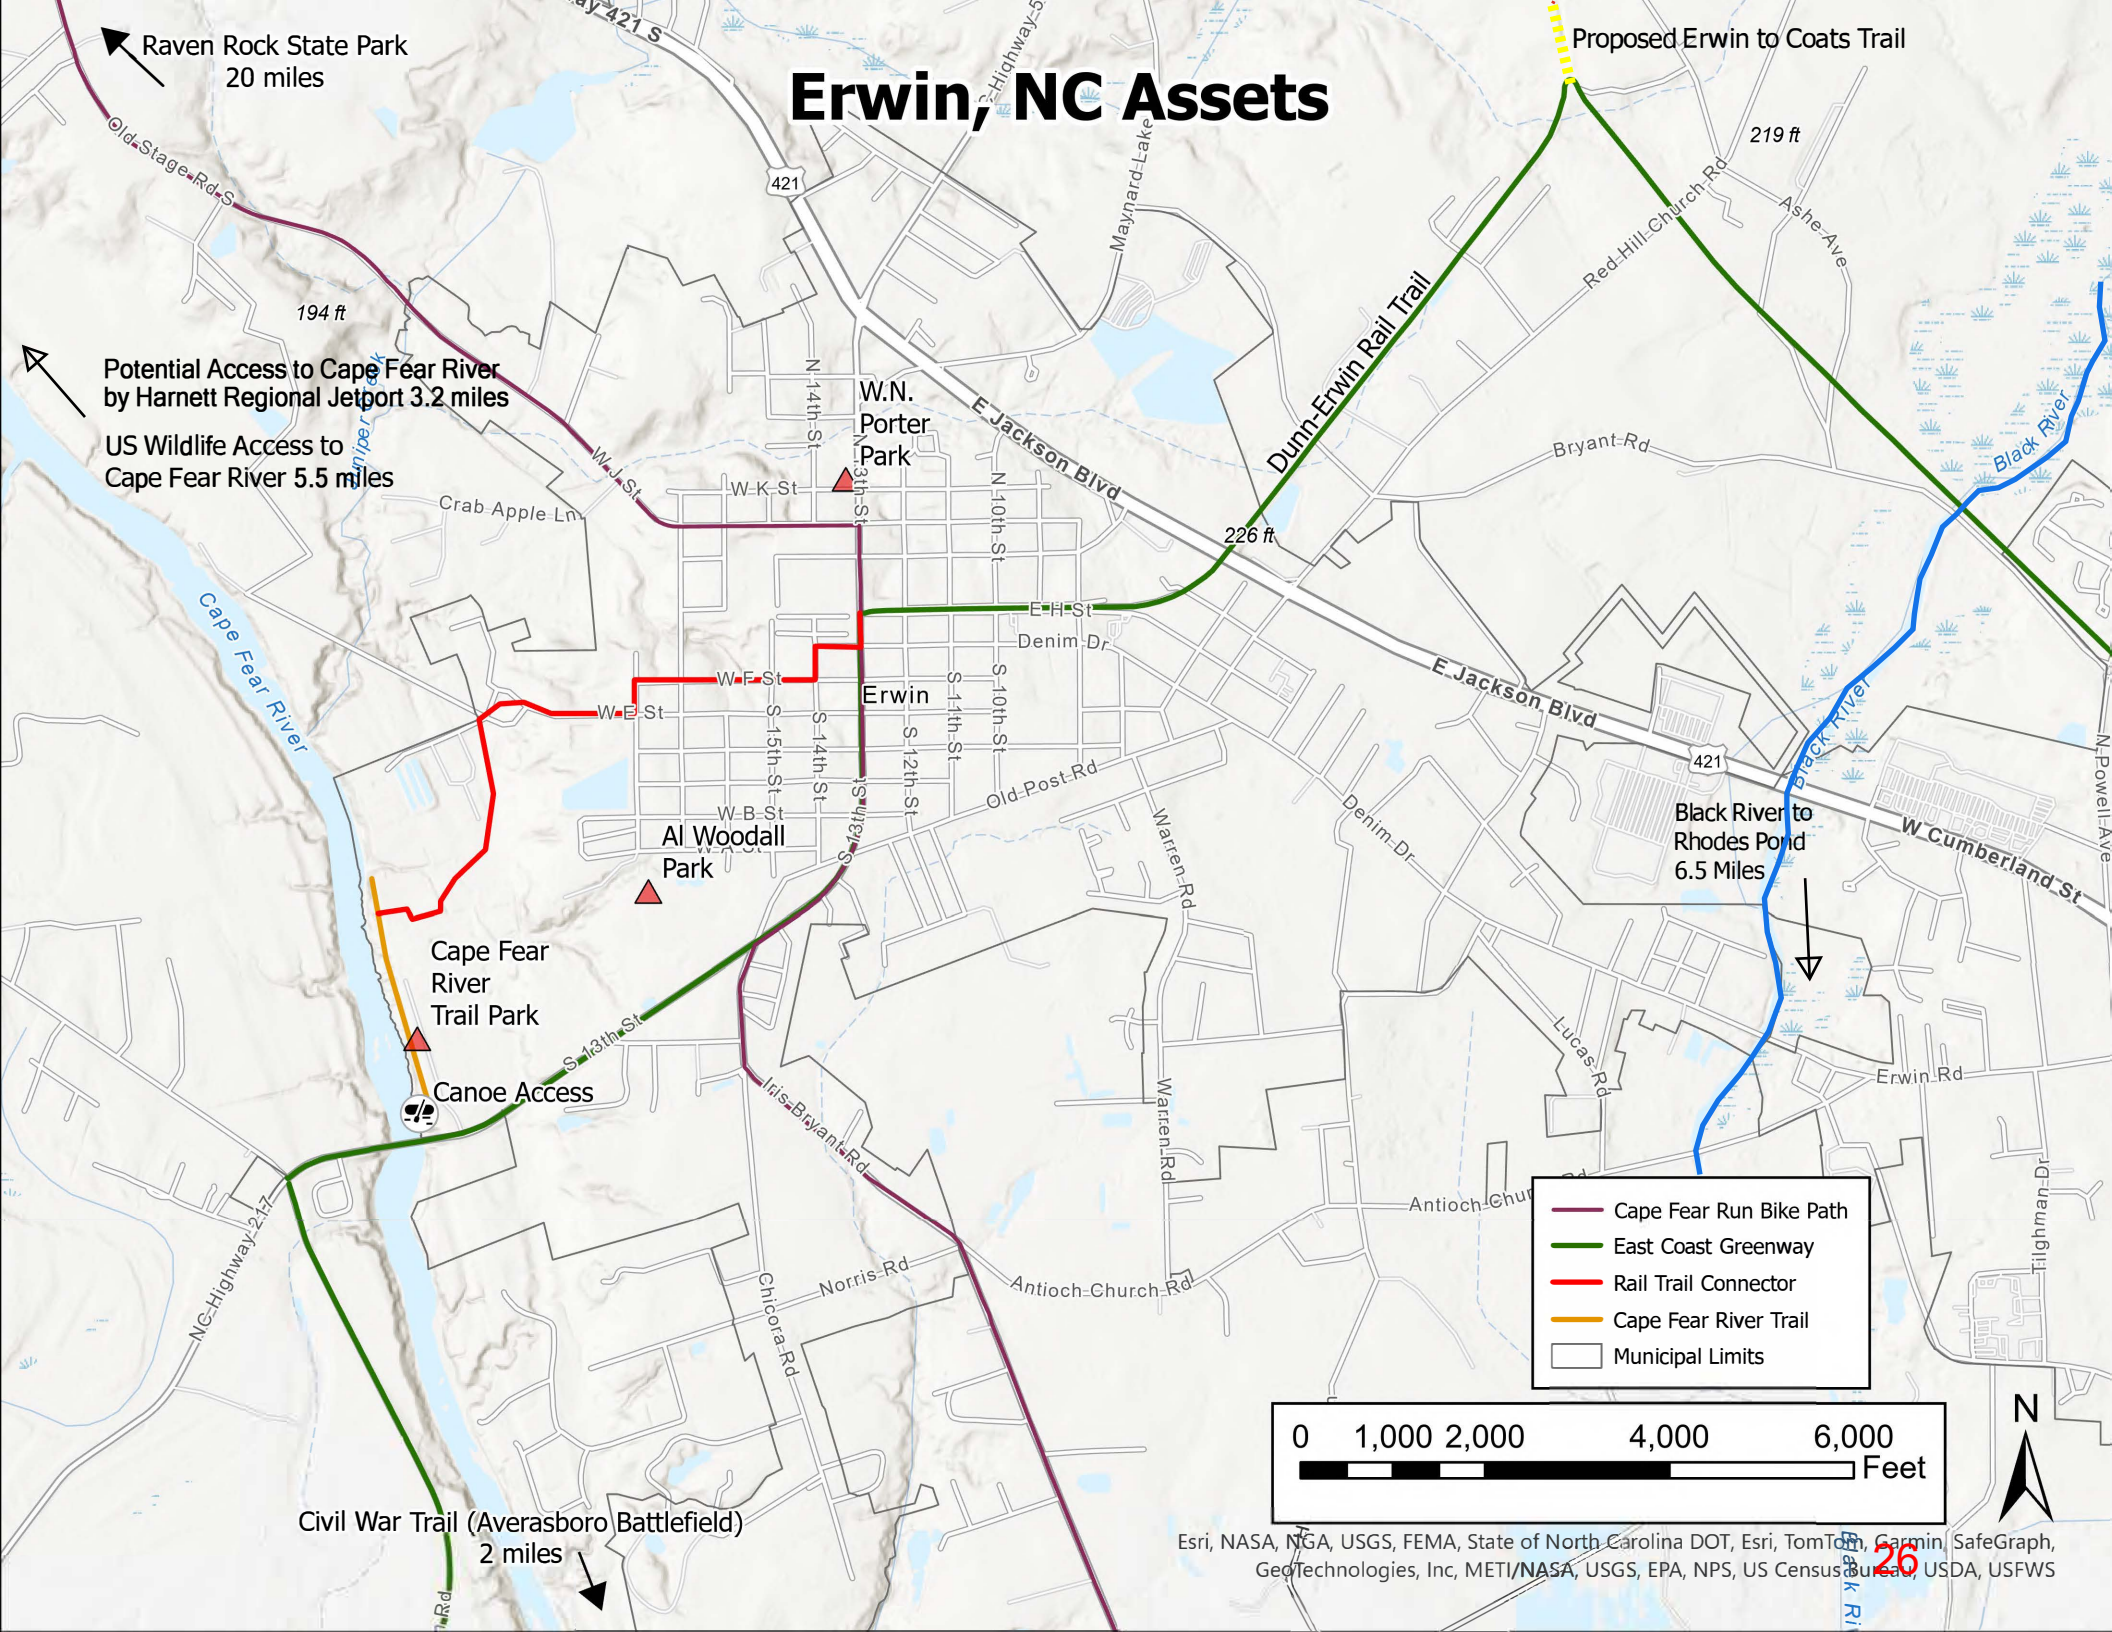 Erwin, NC Assets
Raven Rock State Park
20 miles
Proposed Erwin to Coats Trail
421
219 ft
Old Stage Rd S
Maynard Lake
Red Hill Church Rd
Ashe Ave
194 ft
Potential Access to Cape Fear River
by Harnett Regional Jetport 3.2 miles
US Wildlife Access to
Cape Fear River 5.5 miles
W J St
Crab Apple Ln
N 14th St
W.N.
Porter
Park
W K St
N 10th St
E Jackson Blvd
Dunn-Erwin Rail Trail
226 ft
Bryant Rd
Black River
Cape Fear River
E H St
Denim Dr
W F St
W E St
Erwin
S 15th St
S 14th St
S 12th St
S 11th St
S 10th St
S 13th St
Old Post Rd
W B St
Al Woodall
Park
E Jackson Blvd
421
Black River
N Powell Ave
Warren Rd
Denim Dr
Black River to
Rhodes Pond
6.5 Miles
W Cumberland St
Cape Fear
River
Trail Park
Canoe Access
S 13th St
Iris Bryant Rd
Warren Rd
Lucas Rd
Erwin Rd
NC Highway 217
Chicora Rd
Norris Rd
Antioch Church Rd
Tilghman Dr
Cape Fear Run Bike Path
East Coast Greenway
Rail Trail Connector
Cape Fear River Trail
Municipal Limits
0 1,000 2,000 4,000 6,000
Feet
N
Civil War Trail (Averasboro Battlefield)
2 miles
Rd
Esri, NASA, NGA, USGS, FEMA, State of North Carolina DOT, Esri, TomTom, Garmin, SafeGraph,
GeoTechnologies, Inc, METI/NASA, USGS, EPA, NPS, US Census Bureau, USDA, USFWS
26